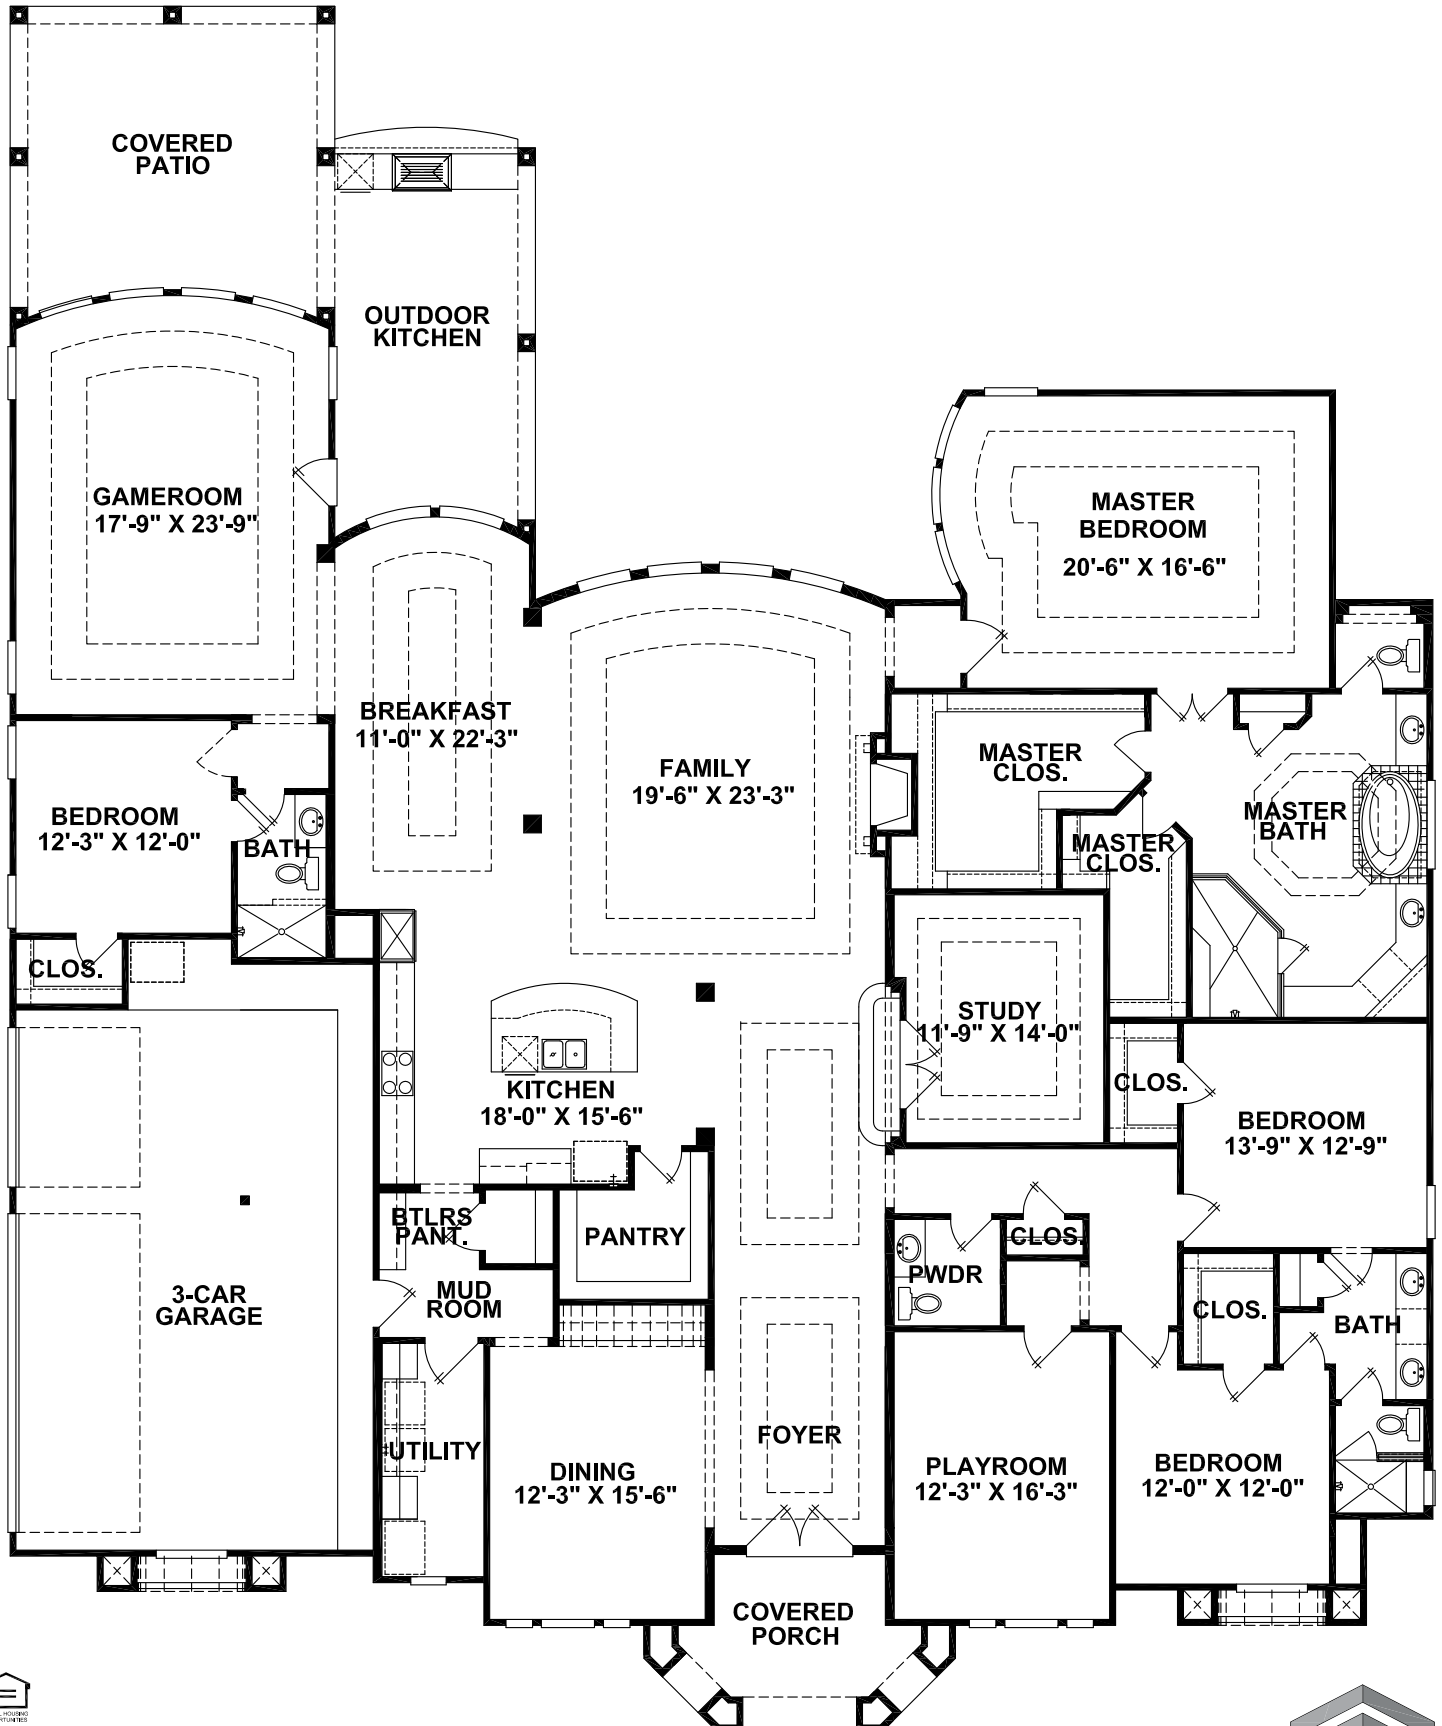 COVERED
PATIO
OUTDOOR
KITCHEN
GAMEROOM
17'-9" X 23'-9"
MASTER
BEDROOM
20'-6" X 16'-6"
BREAKFAST
11'-0" X 22'-3"
FAMILY
19'-6" X 23'-3"
MASTER
CLOS.
BEDROOM
12'-3" X 12'-0"
BATH
MASTER
CLOS.
MASTER
BATH
CLOS.
STUDY
11'-9" X 14'-0"
KITCHEN
18'-0" X 15'-6"
CLOS.
BEDROOM
13'-9" X 12'-9"
BTLRS
PANT.
PANTRY
CLOS.
PWDR
MUD
ROOM
3-CAR
GARAGE
CLOS.
BATH
UTILITY
FOYER
DINING
12'-3" X 15'-6"
PLAYROOM
12'-3" X 16'-3"
BEDROOM
12'-0" X 12'-0"
COVERED
PORCH
HOUSING